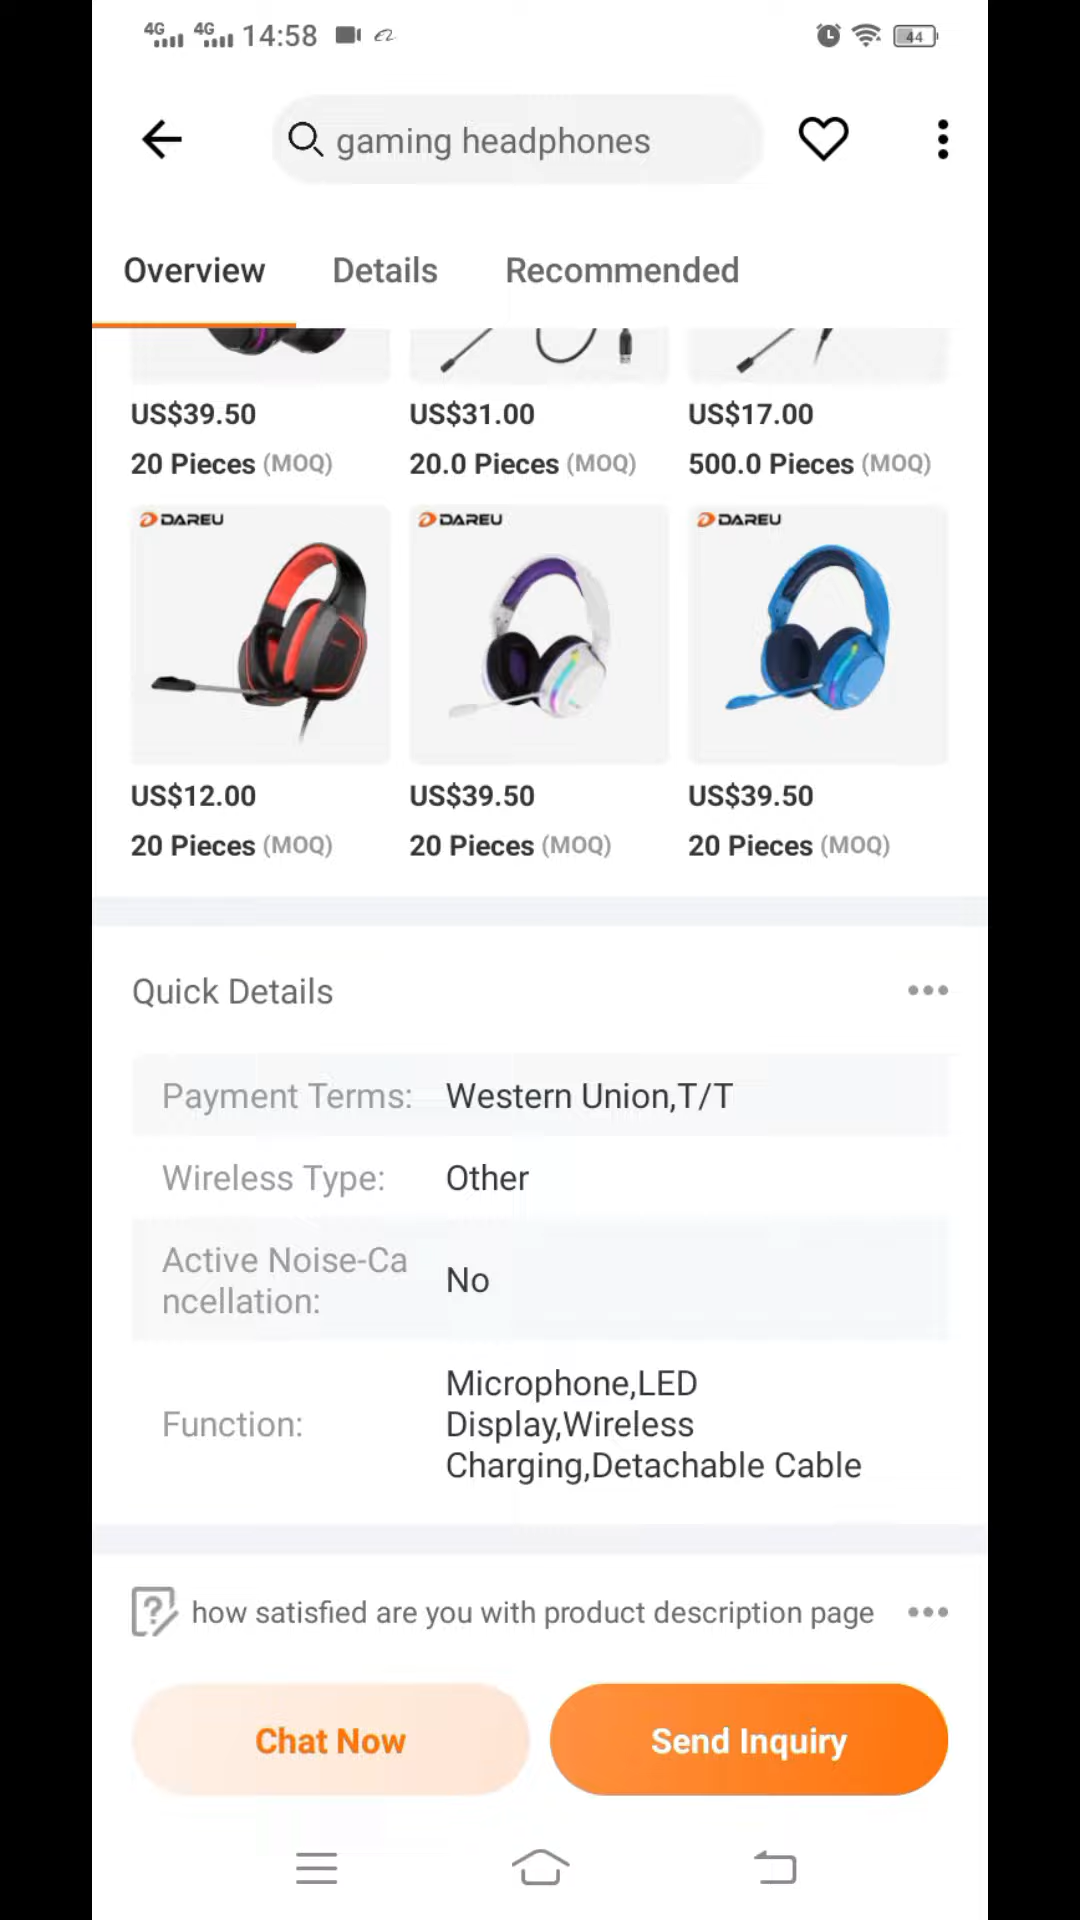 4G 4G 14:58 44
gaming headphones
Overview Details Recommended
US$39.50 US$31.00 US$17.00
20 Pieces (MOQ) 20.0 Pieces (MOQ) 500.0 Pieces (MOQ)
DAREU DAREU DAREU
US$12.00 US$39.50 US$39.50
20 Pieces (MOQ) 20 Pieces (MOQ) 20 Pieces (MOQ)
Quick Details
Payment Terms: Western Union,T/T
Wireless Type: Other
Active Noise-Ca
ncellation:
No
Function:
Microphone,LED
Display,Wireless
Charging,Detachable Cable
how satisfied are you with product description page
Chat Now Send Inquiry